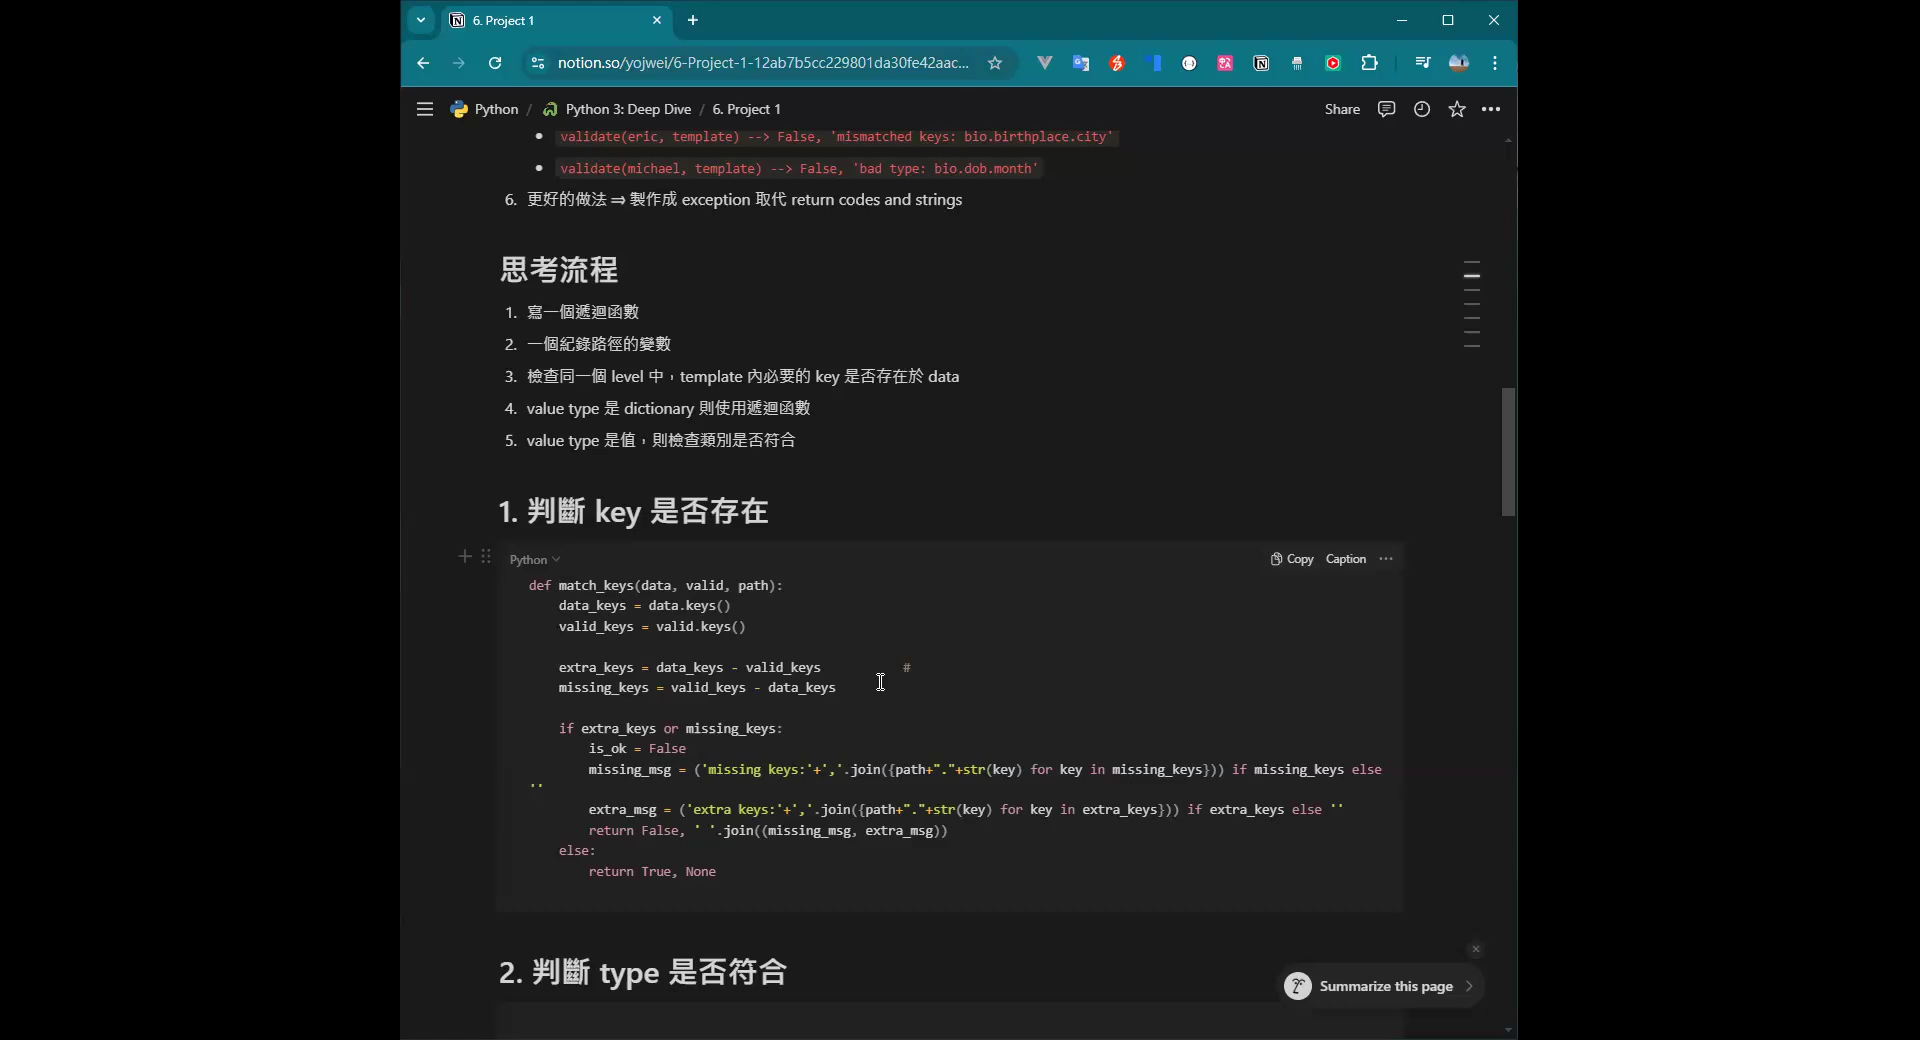 6. Project 1
notion.so/yojwei/6-Project-1-12ab7b5cc229801da30fe42aac...
Python / Python 3: Deep Dive / 6. Project 1
Share
• validate(eric, template) --> False, 'mismatched keys: bio.birthplace.city'
• validate(michael, template) --> False, 'bad type: bio.dob.month'
6. 更好的做法 ⇒ 製作成 exception 取代 return codes and strings
思考流程
1. 寫一個遞迴函數
2. 一個紀錄路徑的變數
3. 檢查同一個 level 中，template 內必要的 key 是否存在於 data
4. value type 是 dictionary 則使用遞迴函數
5. value type 是值，則檢查類別是否符合
1. 判斷 key 是否存在
Python
Copy Caption
def match_keys(data, valid, path):
data_keys = data.keys()
valid_keys = valid.keys()
extra_keys = data_keys - valid_keys #
missing_keys = valid_keys - data_keys
if extra_keys or missing_keys:
is_ok = False
missing_msg = ('missing keys:'+','.join({path+"."+str(key) for key in missing_keys})) if missing_keys else
''
extra_msg = ('extra keys:'+','.join({path+"."+str(key) for key in extra_keys})) if extra_keys else ''
return False, ' '.join((missing_msg, extra_msg))
else:
return True, None
2. 判斷 type 是否符合
Summarize this page